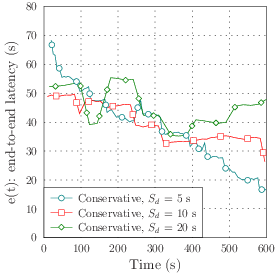 80
70
60
50
40
30
20
10
0
e(t). end-to-end latency (s)
Conservative, S_d = 5 s
Conservative, S_d = 10 s
Conservative, S_d = 20 s
0 100 200 300 400 500 600
Time (s)